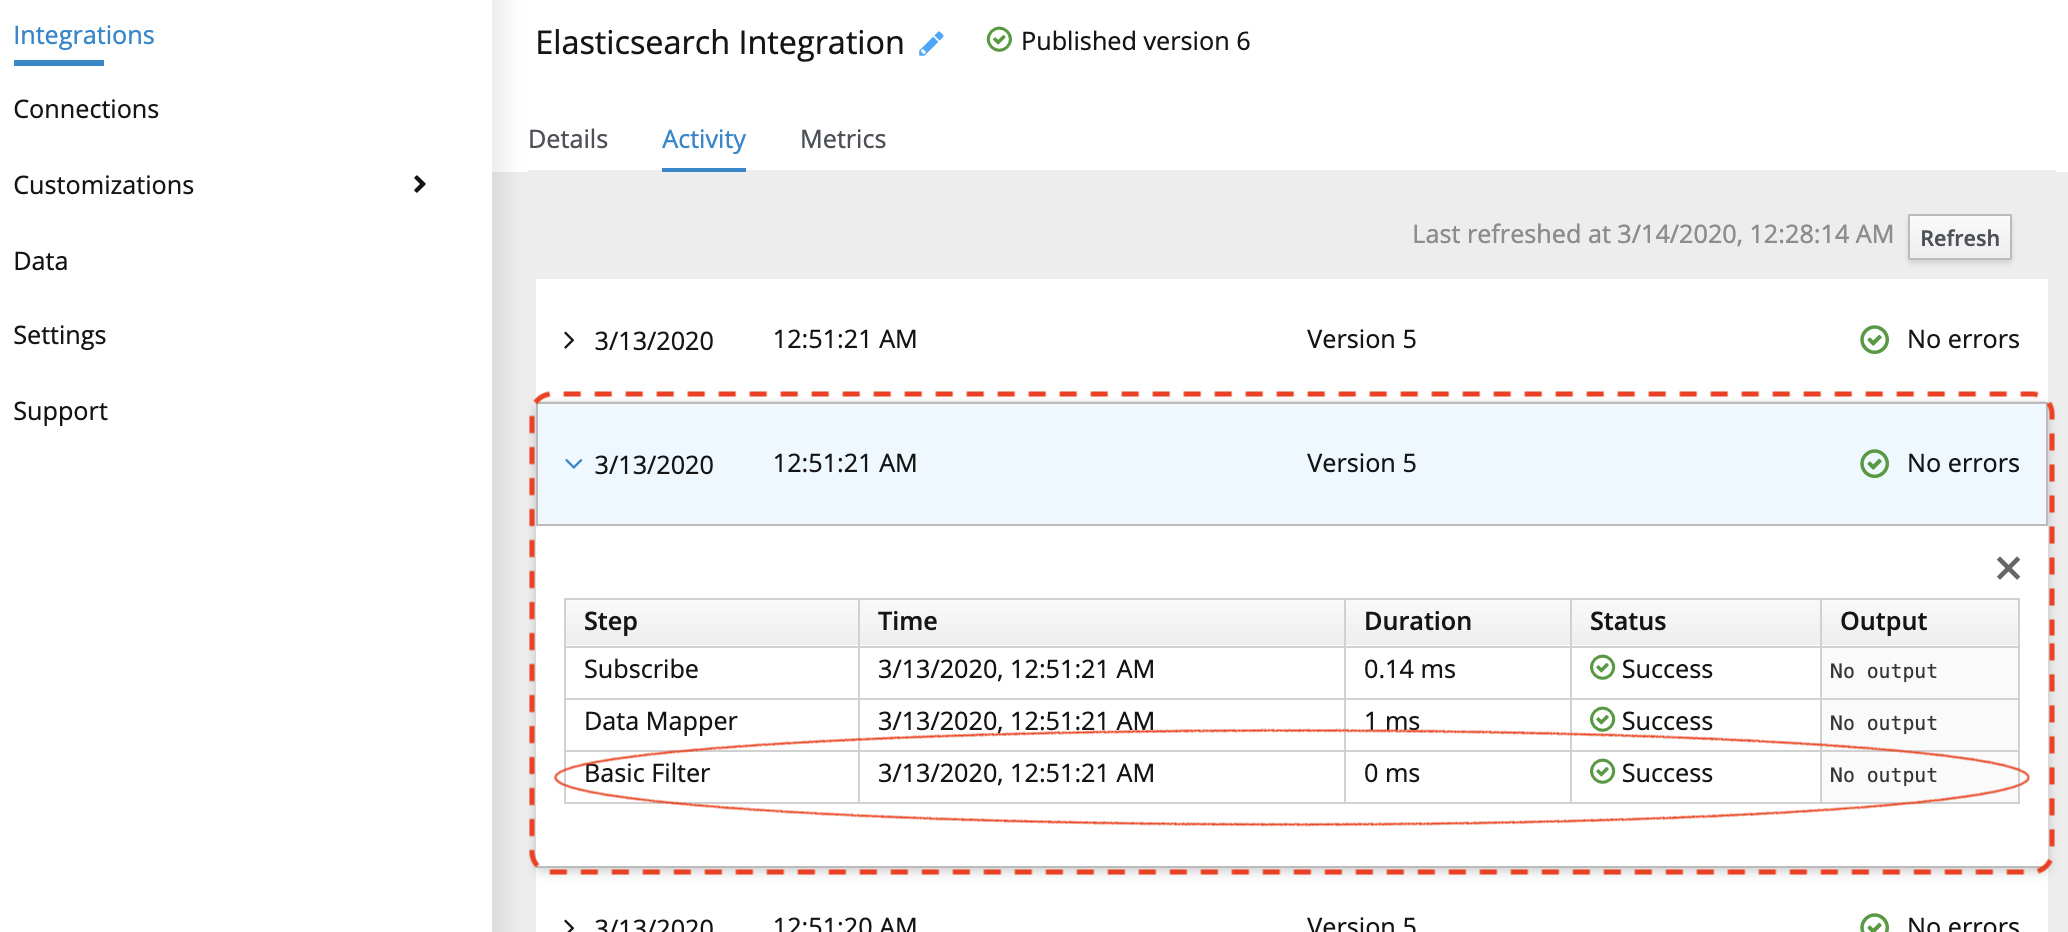 Integrations
Connections
Customizations
Data
Settings
Support
Elasticsearch Integration Published version 6
Details Activity Metrics
Last refreshed at 3/14/2020, 12:28:14 AM Refresh
3/13/2020 12:51:21 AM Version 5 No errors
3/13/2020 12:51:21 AM Version 5 No errors
Step Time Duration Status Output
Subscribe 3/13/2020, 12:51:21 AM 0.14 ms Success No output
Data Mapper 3/13/2020, 12:51:21 AM 1 ms Success No output
Basic Filter 3/13/2020, 12:51:21 AM 0 ms Success No output
3/13/2020 12:51:20 AM Version 5 No errors